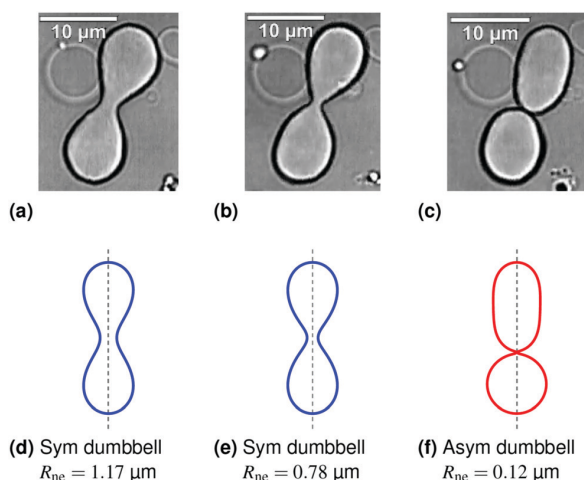 10 µm
10 µm
10 µm
(a)
(b)
(c)
(d) Sym dumbbell
R_ne = 1.17 µm
(e) Sym dumbbell
R_ne = 0.78 µm
(f) Asym dumbbell
R_ne = 0.12 µm